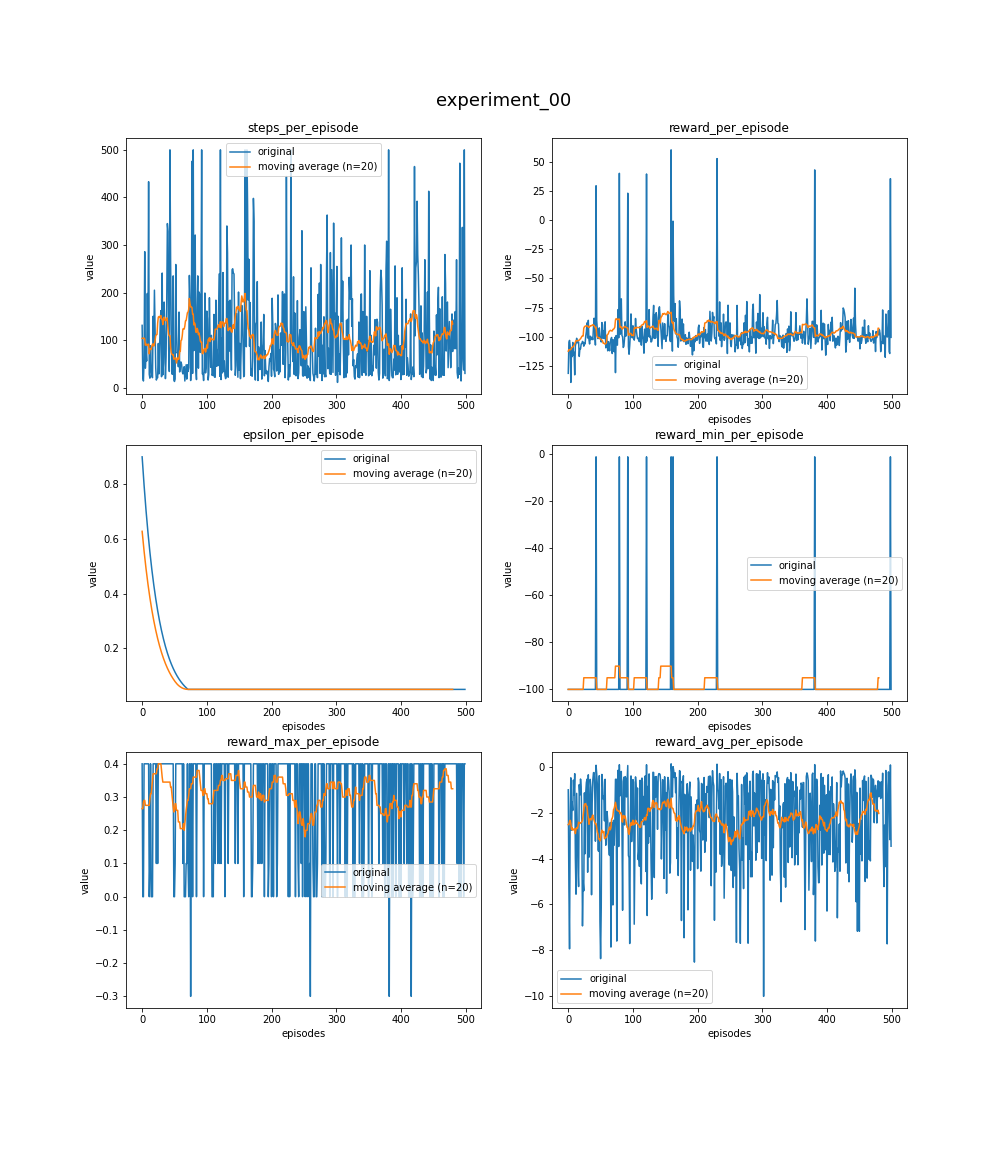 experiment_00
steps_per_episode
500
400
300
200
100
0
value
0 100 200 300 400 500
episodes
original
moving average (n=20)
reward_per_episode
50
25
0
−25
−50
−75
−100
−125
value
0 100 200 300 400 500
episodes
original
moving average (n=20)
epsilon_per_episode
0.8
0.6
0.4
0.2
value
0 100 200 300 400 500
episodes
original
moving average (n=20)
reward_min_per_episode
0
−20
−40
−60
−80
−100
value
0 100 200 300 400 500
episodes
original
moving average (n=20)
reward_max_per_episode
0.4
0.3
0.2
0.1
0.0
−0.1
−0.2
−0.3
value
0 100 200 300 400 500
episodes
original
moving average (n=20)
reward_avg_per_episode
0
−2
−4
−6
−8
−10
value
0 100 200 300 400 500
episodes
original
moving average (n=20)